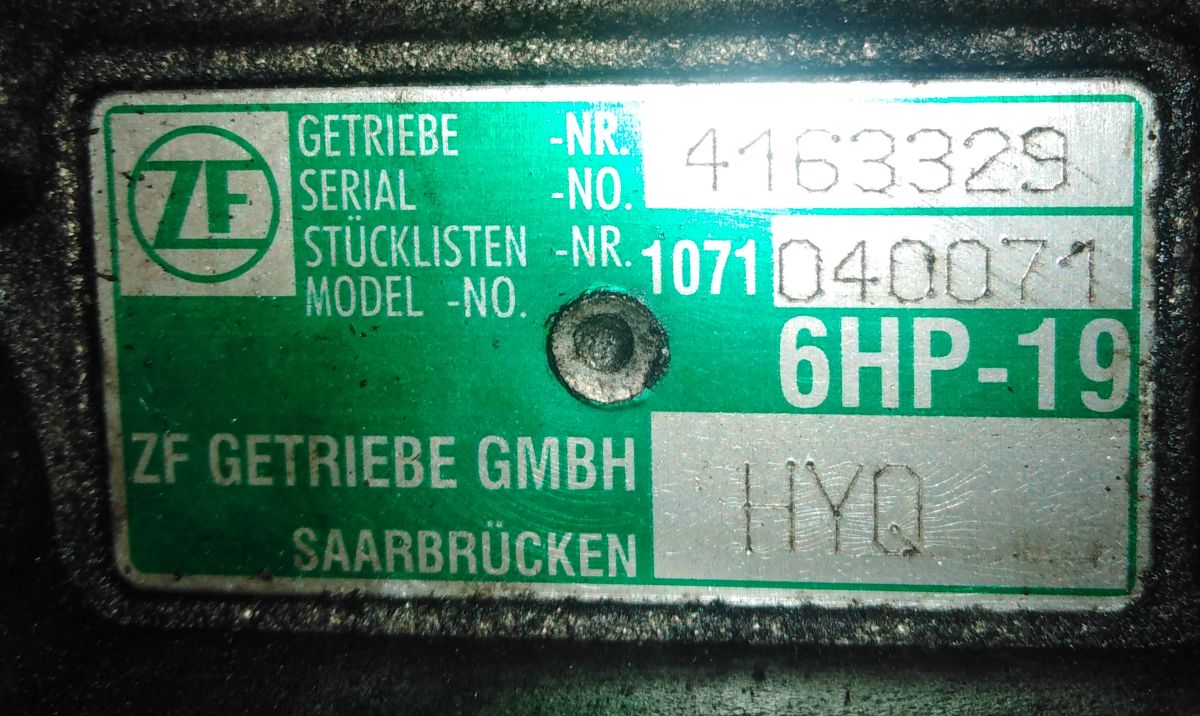 ZF
GETRIEBE -NR. 4163329
SERIAL -NO.
STÜCKLISTEN -NR. 1071 040071
MODEL -NO.
6HP-19
ZF GETRIEBE GMBH
HYQ
SAARBRÜCKEN